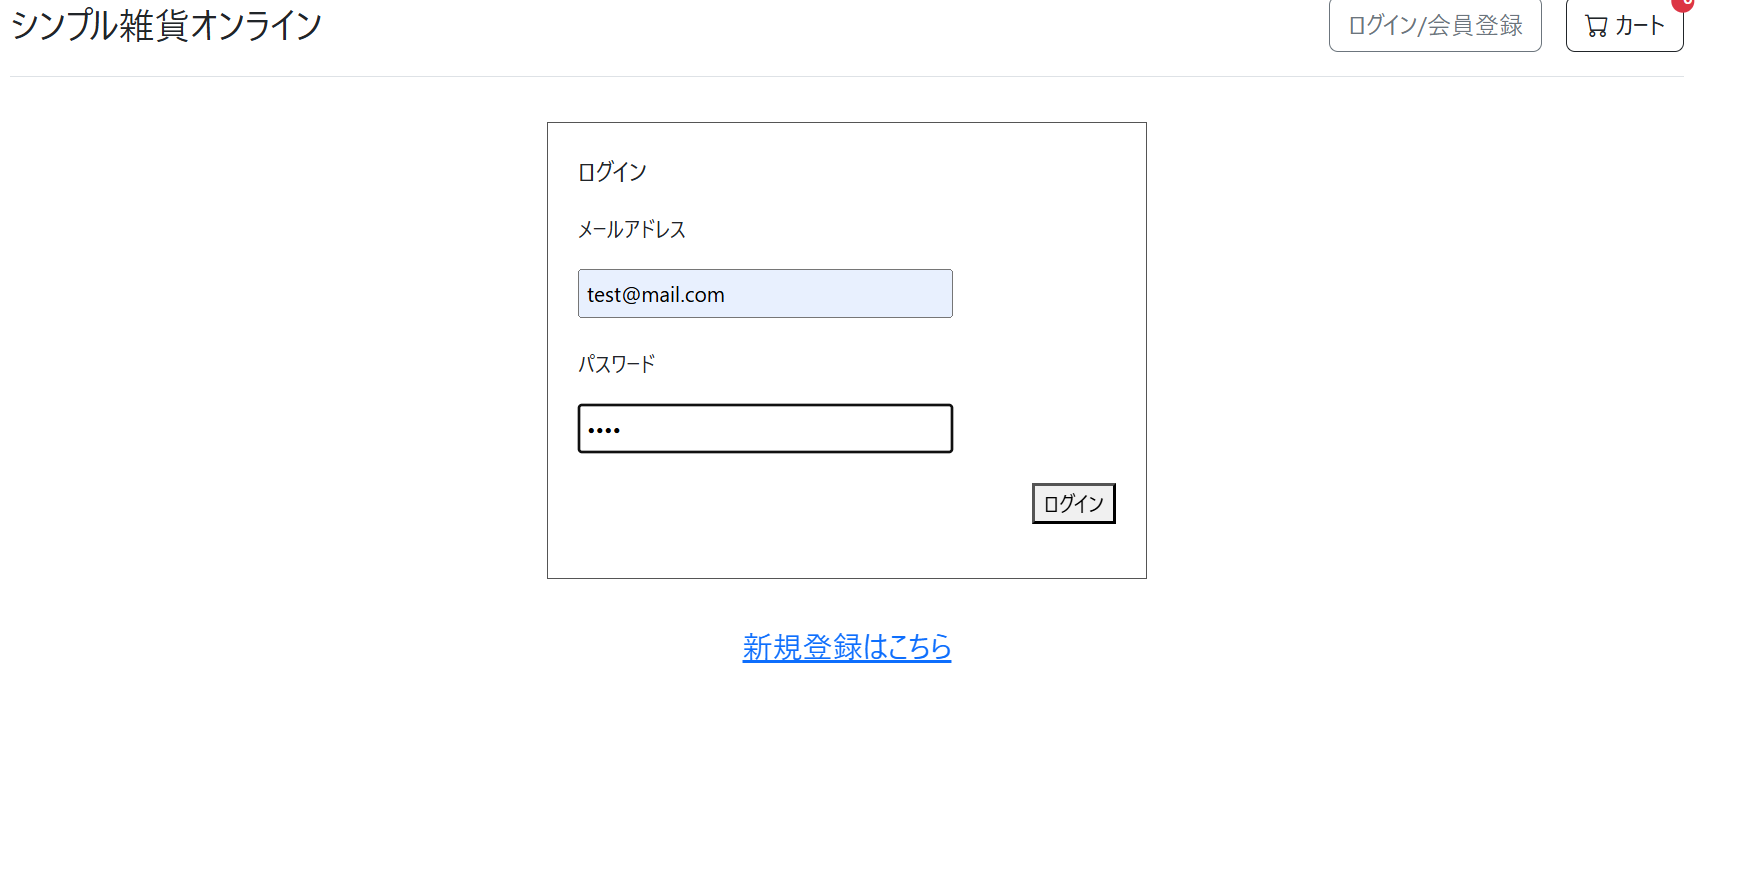 シンプル雑貨オンライン
ログイン/会員登録
カート
ログイン
メールアドレス
test@mail.com
パスワード
••••
ログイン
新規登録はこちら